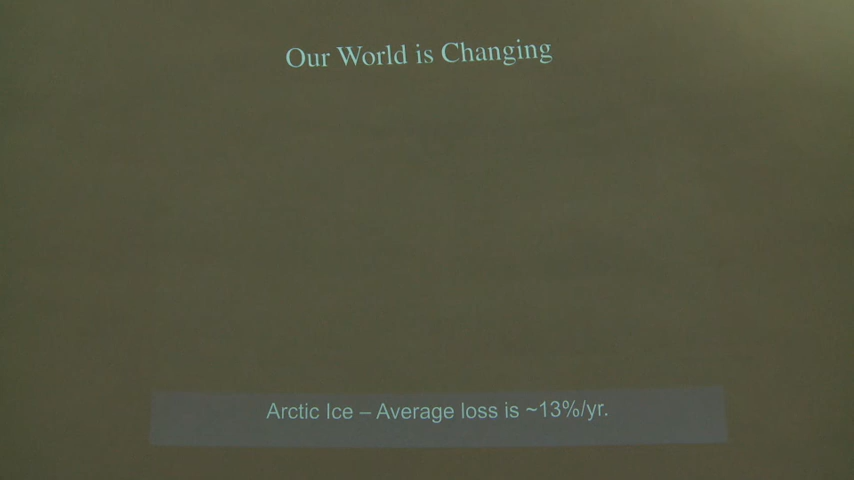 Our World is Changing
Arctic Ice – Average loss is ~13%/yr.